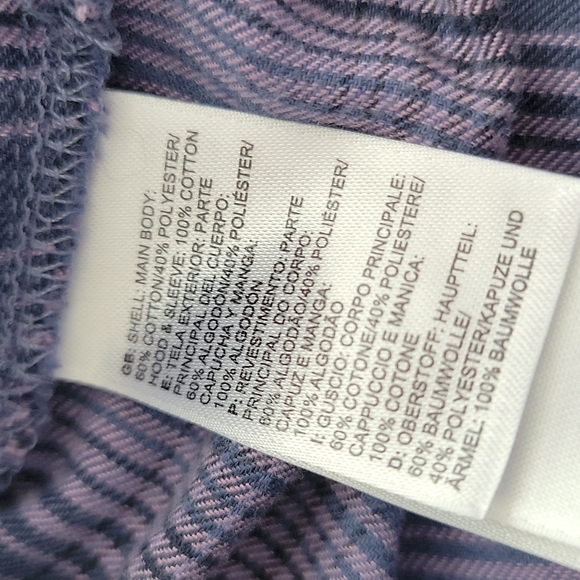 GB: SHELL: MAIN BODY:
60% COTTON/40% POLYESTER/
HOOD & SLEEVE: 100% COTTON
E: TELA EXTERIOR: PARTE
PRINCIPAL DEL CUERPO:
60% ALGODÓN/40% POLIÉSTER/
CAPUCHA Y MANGA:
100% ALGODÓN
P: REVESTIMENTO: PARTE
PRINCIPAL DO CORPO:
60% ALGODÃO/40% POLIÉSTER/
CAPUZ E MANGA:
100% ALGODÃO
I: GUSCIO: CORPO PRINCIPALE:
60% COTONE/40% POLIESTERE/
CAPPUCCIO E MANICA:
100% COTONE
D: OBERSTOFF: HAUPTTEIL:
60% BAUMWOLLE/
40% POLYESTER/KAPUZE UND
ÄRMEL 100% BAUMWOLLE